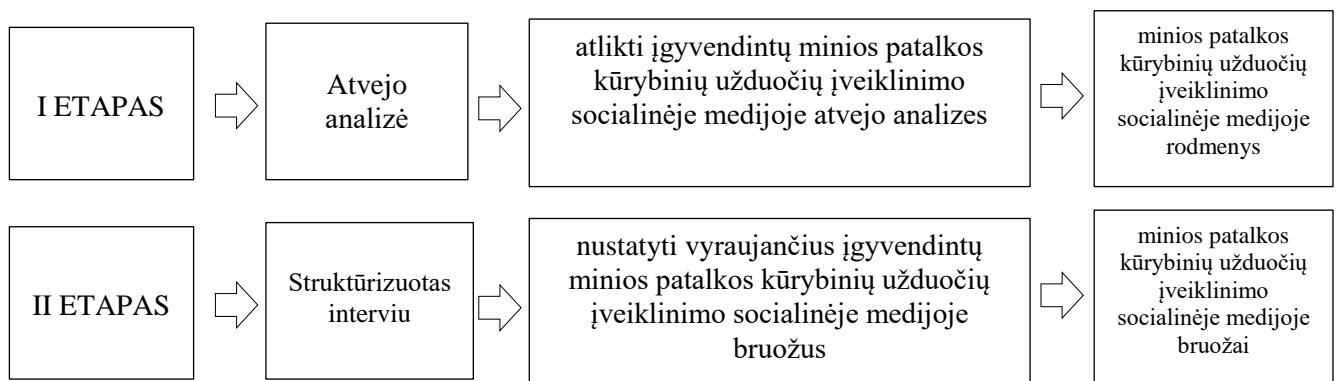 I ETAPAS
Atvejo
analizė
atlikti įgyvendintų minios patalkos
kūrybinių užduočių įveiklinimo
socialinėje medijoje atvejo analizes
minios patalkos
kūrybinių užduočių
įveiklinimo
socialinėje medijoje
rodmenys
II ETAPAS
Struktūrizuotas
interviu
nustatyti vyraujančius įgyvendintų
minios patalkos kūrybinių užduočių
įveiklinimo socialinėje medijoje
bruožus
minios patalkos
kūrybinių užduočių
įveiklinimo
socialinėje medijoje
bruožai